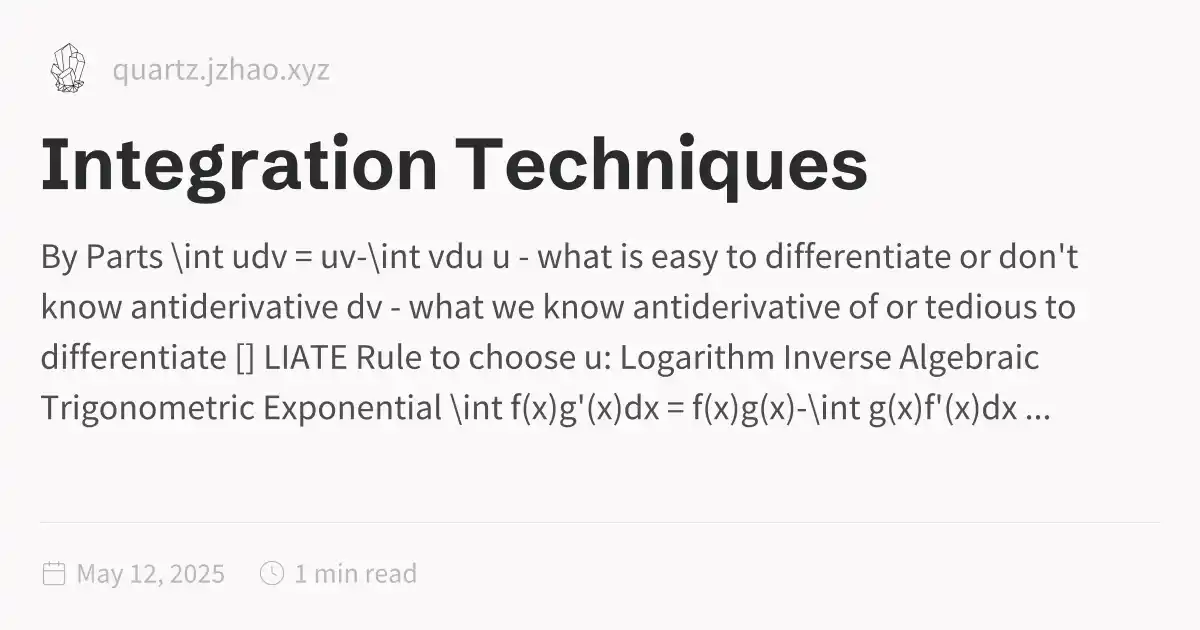 quartz.jzhao.xyz
Integration Techniques
By Parts \int udv = uv-\int vdu u - what is easy to differentiate or don't
know antiderivative dv - what we know antiderivative of or tedious to
differentiate [] LIATE Rule to choose u: Logarithm Inverse Algebraic
Trigonometric Exponential \int f(x)g'(x)dx = f(x)g(x)-\int g(x)f'(x)dx ...
May 12, 2025 1 min read